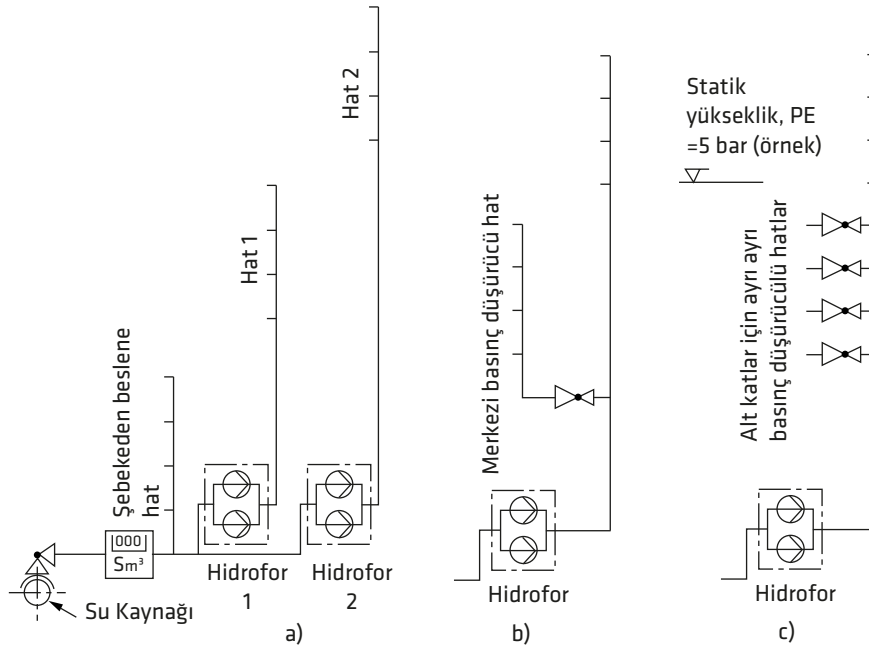 Şebekeden beslene
hat
Hat 1
Hat 2
000
Sm³
Su Kaynağı
Hidrofor
1
Hidrofor
2
a)
Merkezi basınç düşürücü hat
Hidrofor
b)
Statik
yükseklik, PE
=5 bar (örnek)
Alt katlar için ayrı ayrı
basınç düşürücülü hatlar
Hidrofor
c)